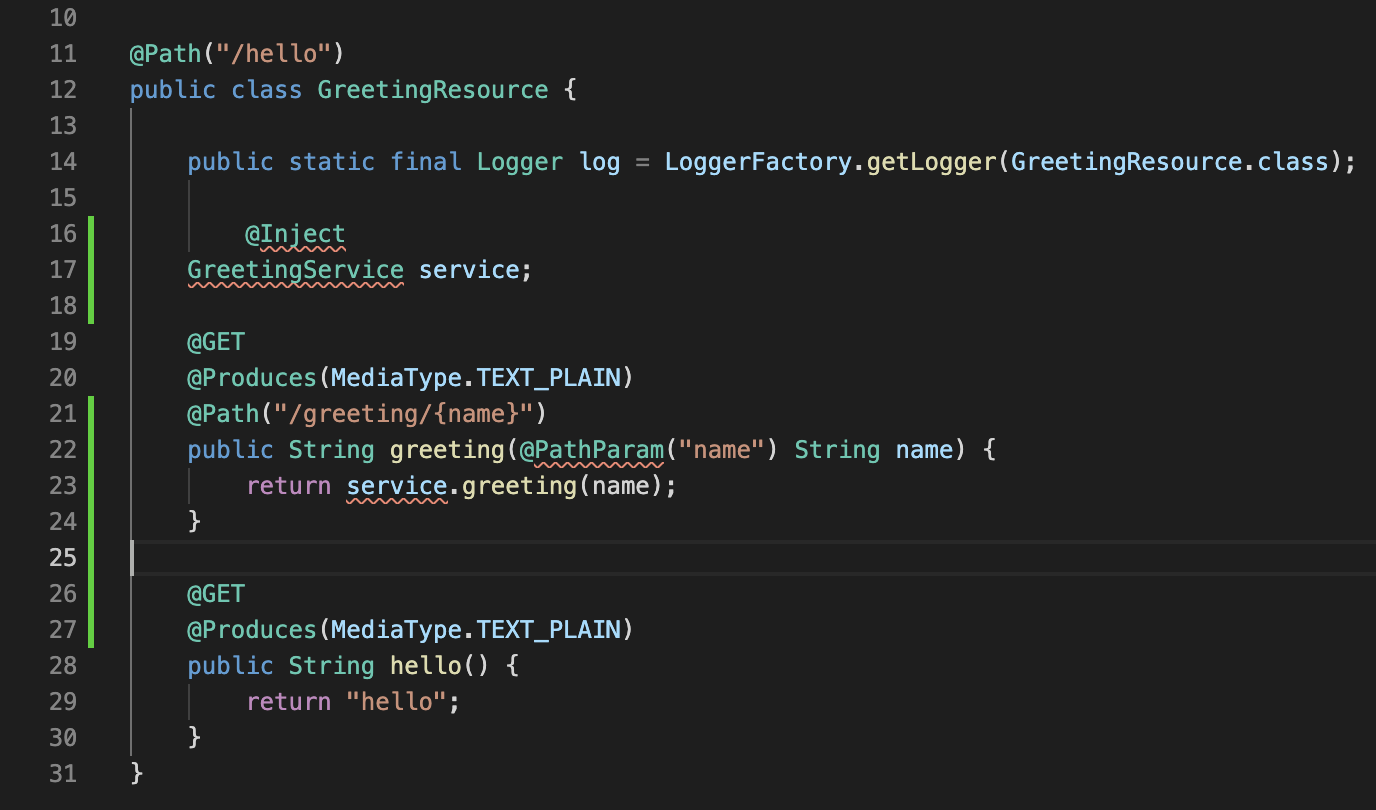 10
11 @Path("/hello")
12 public class GreetingResource {
13
14     public static final Logger log = LoggerFactory.getLogger(GreetingResource.class);
15
16         @Inject
17     GreetingService service;
18
19     @GET
20     @Produces(MediaType.TEXT_PLAIN)
21     @Path("/greeting/{name}")
22     public String greeting(@PathParam("name") String name) {
23         return service.greeting(name);
24     }
25
26     @GET
27     @Produces(MediaType.TEXT_PLAIN)
28     public String hello() {
29         return "hello";
30     }
31 }